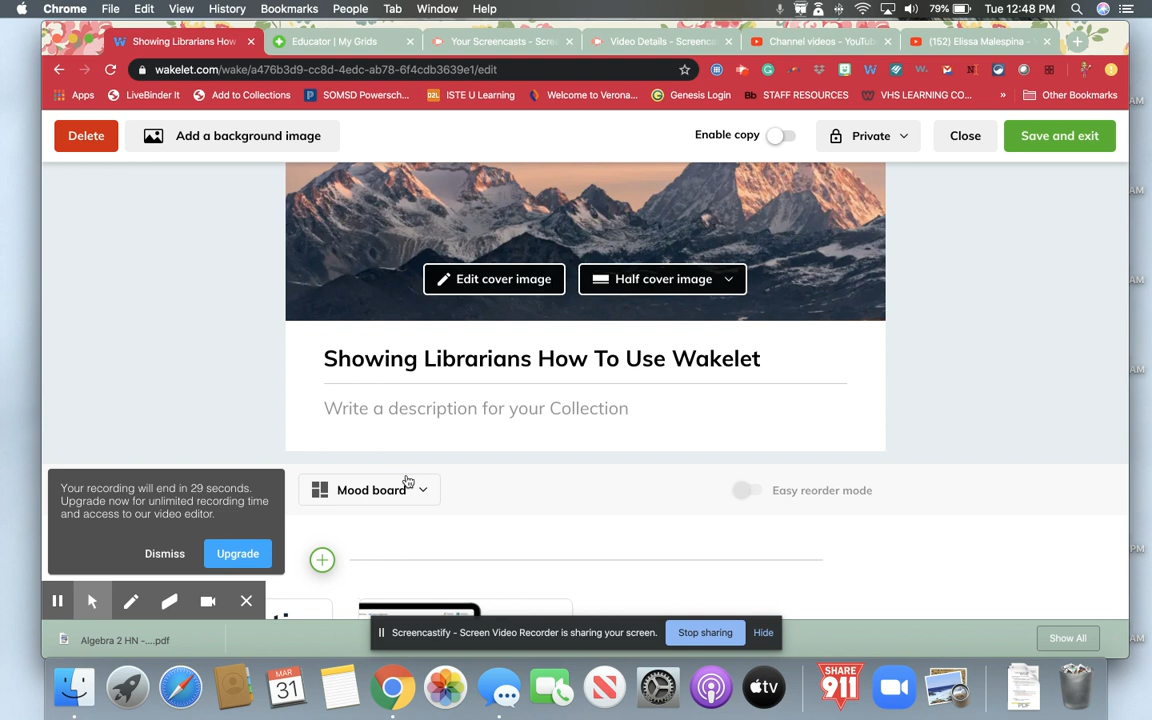 Chrome File Edit View History Bookmarks People Tab Window Help 79% Tue 12:48 PM
Showing Librarians How Educator | My Grids Your Screencasts - Scre Video Details - Screenca Channel videos - YouTub (152) Elissa Malespina -
wakelet.com/wake/a476b3d9-cc8d-4edc-ab78-6f4cdb3639e1/edit
Apps LiveBinder It Add to Collections SOMSD Powersch... ISTE U Learning Welcome to Verona... Genesis Login STAFF RESOURCES VHS LEARNING CO... » Other Bookmarks
Delete Add a background image Enable copy Private Close Save and exit
Edit cover image Half cover image
Showing Librarians How To Use Wakelet
Write a description for your Collection
Mood board Easy reorder mode
Your recording will end in 29 seconds.
Upgrade now for unlimited recording time
and access to our video editor.
Dismiss Upgrade
Screencastify - Screen Video Recorder is sharing your screen. Stop sharing Hide
Algebra 2 HN -....pdf Show All
MAR
31
tv
SHARE
911
PDF
AM
AM
AM
AM
PM
AM